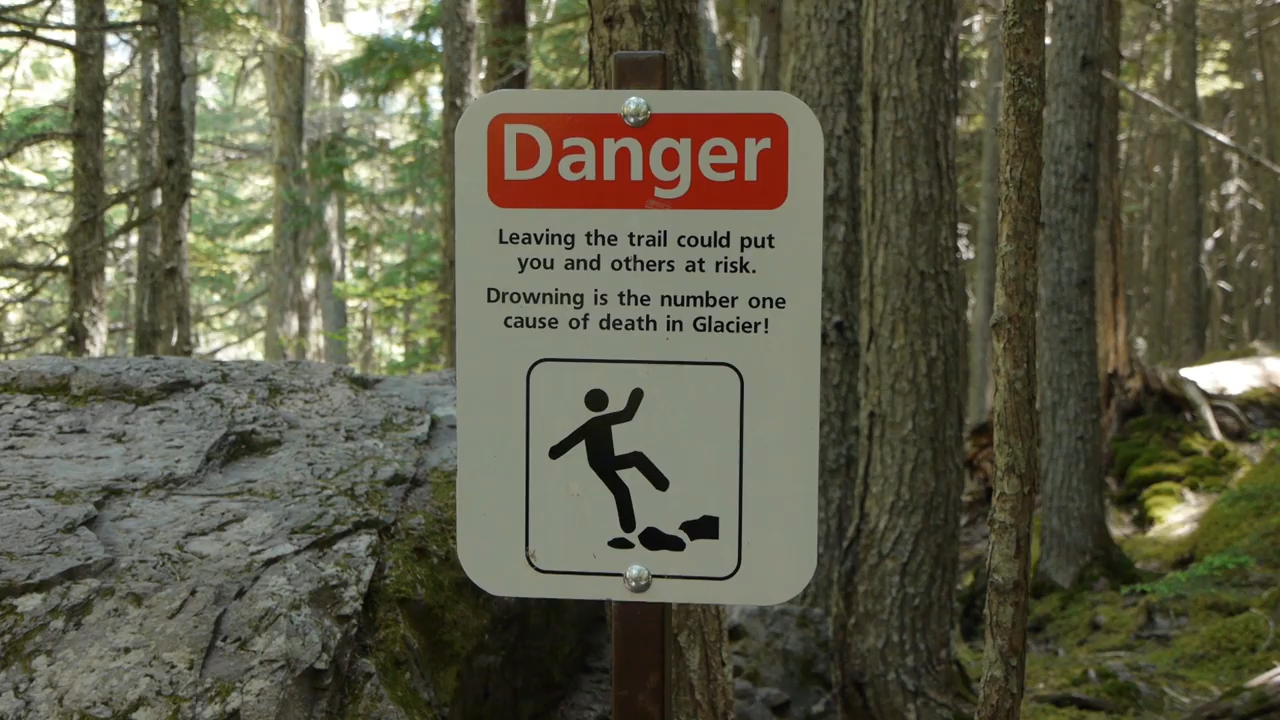 Danger
Leaving the trail could put
you and others at risk.
Drowning is the number one
cause of death in Glacier!